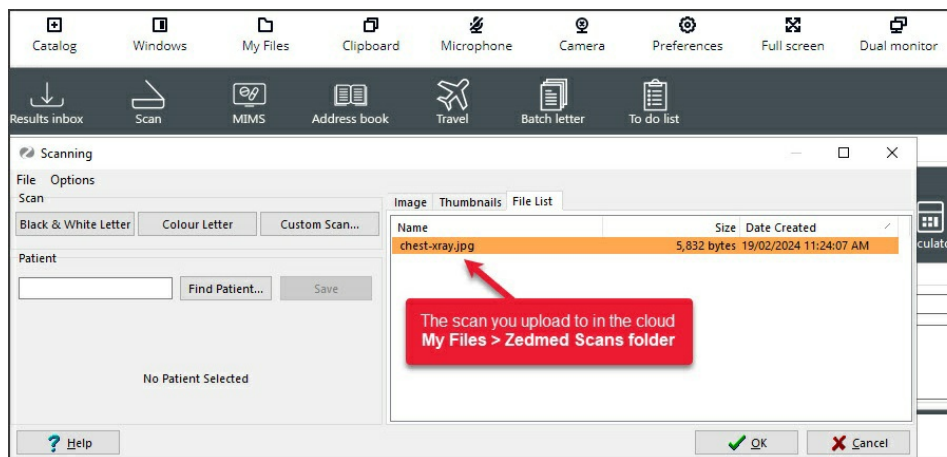 Catalog Windows My Files Clipboard Microphone Camera Preferences Full screen Dual monitor
Results inbox Scan MIMS Address book Travel Batch letter To do list
Scanning
File Options
Scan
Black & White Letter Colour Letter Custom Scan...
Patient
Find Patient... Save
No Patient Selected
Image Thumbnails File List
Name Size Date Created
chest-xray.jpg 5,832 bytes 19/02/2024 11:24:07 AM
The scan you upload to in the cloud
My Files > Zedmed Scans folder
culato
Help OK Cancel